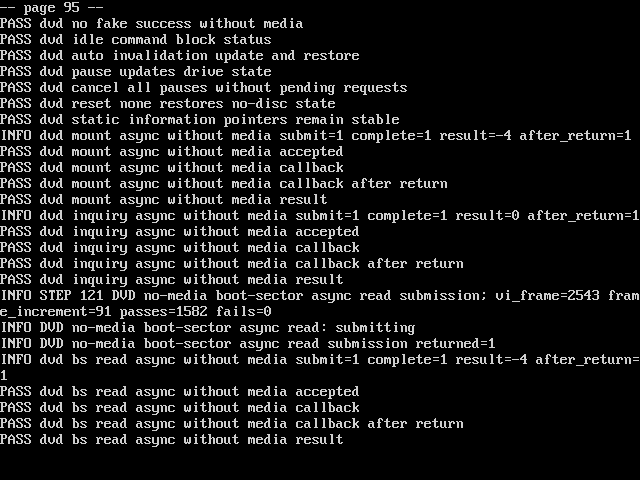 -- page 95 --
PASS dvd no fake success without media
PASS dvd idle command block status
PASS dvd auto invalidation update and restore
PASS dvd pause updates drive state
PASS dvd cancel all pauses without pending requests
PASS dvd reset none restores no-disc state
PASS dvd static information pointers remain stable
INFO dvd mount async without media submit=1 complete=1 result=-4 after_return=1
PASS dvd mount async without media accepted
PASS dvd mount async without media callback
PASS dvd mount async without media callback after return
PASS dvd mount async without media result
INFO dvd inquiry async without media submit=1 complete=1 result=0 after_return=1
PASS dvd inquiry async without media accepted
PASS dvd inquiry async without media callback
PASS dvd inquiry async without media callback after return
PASS dvd inquiry async without media result
INFO STEP 121 DVD no-media boot-sector async read submission; vi_frame=2543 fram
e_increment=91 passes=1582 fails=0
INFO DVD no-media boot-sector async read: submitting
INFO DVD no-media boot-sector async read submission returned=1
INFO dvd bs read async without media submit=1 complete=1 result=-4 after_return=
1
PASS dvd bs read async without media accepted
PASS dvd bs read async without media callback
PASS dvd bs read async without media callback after return
PASS dvd bs read async without media result